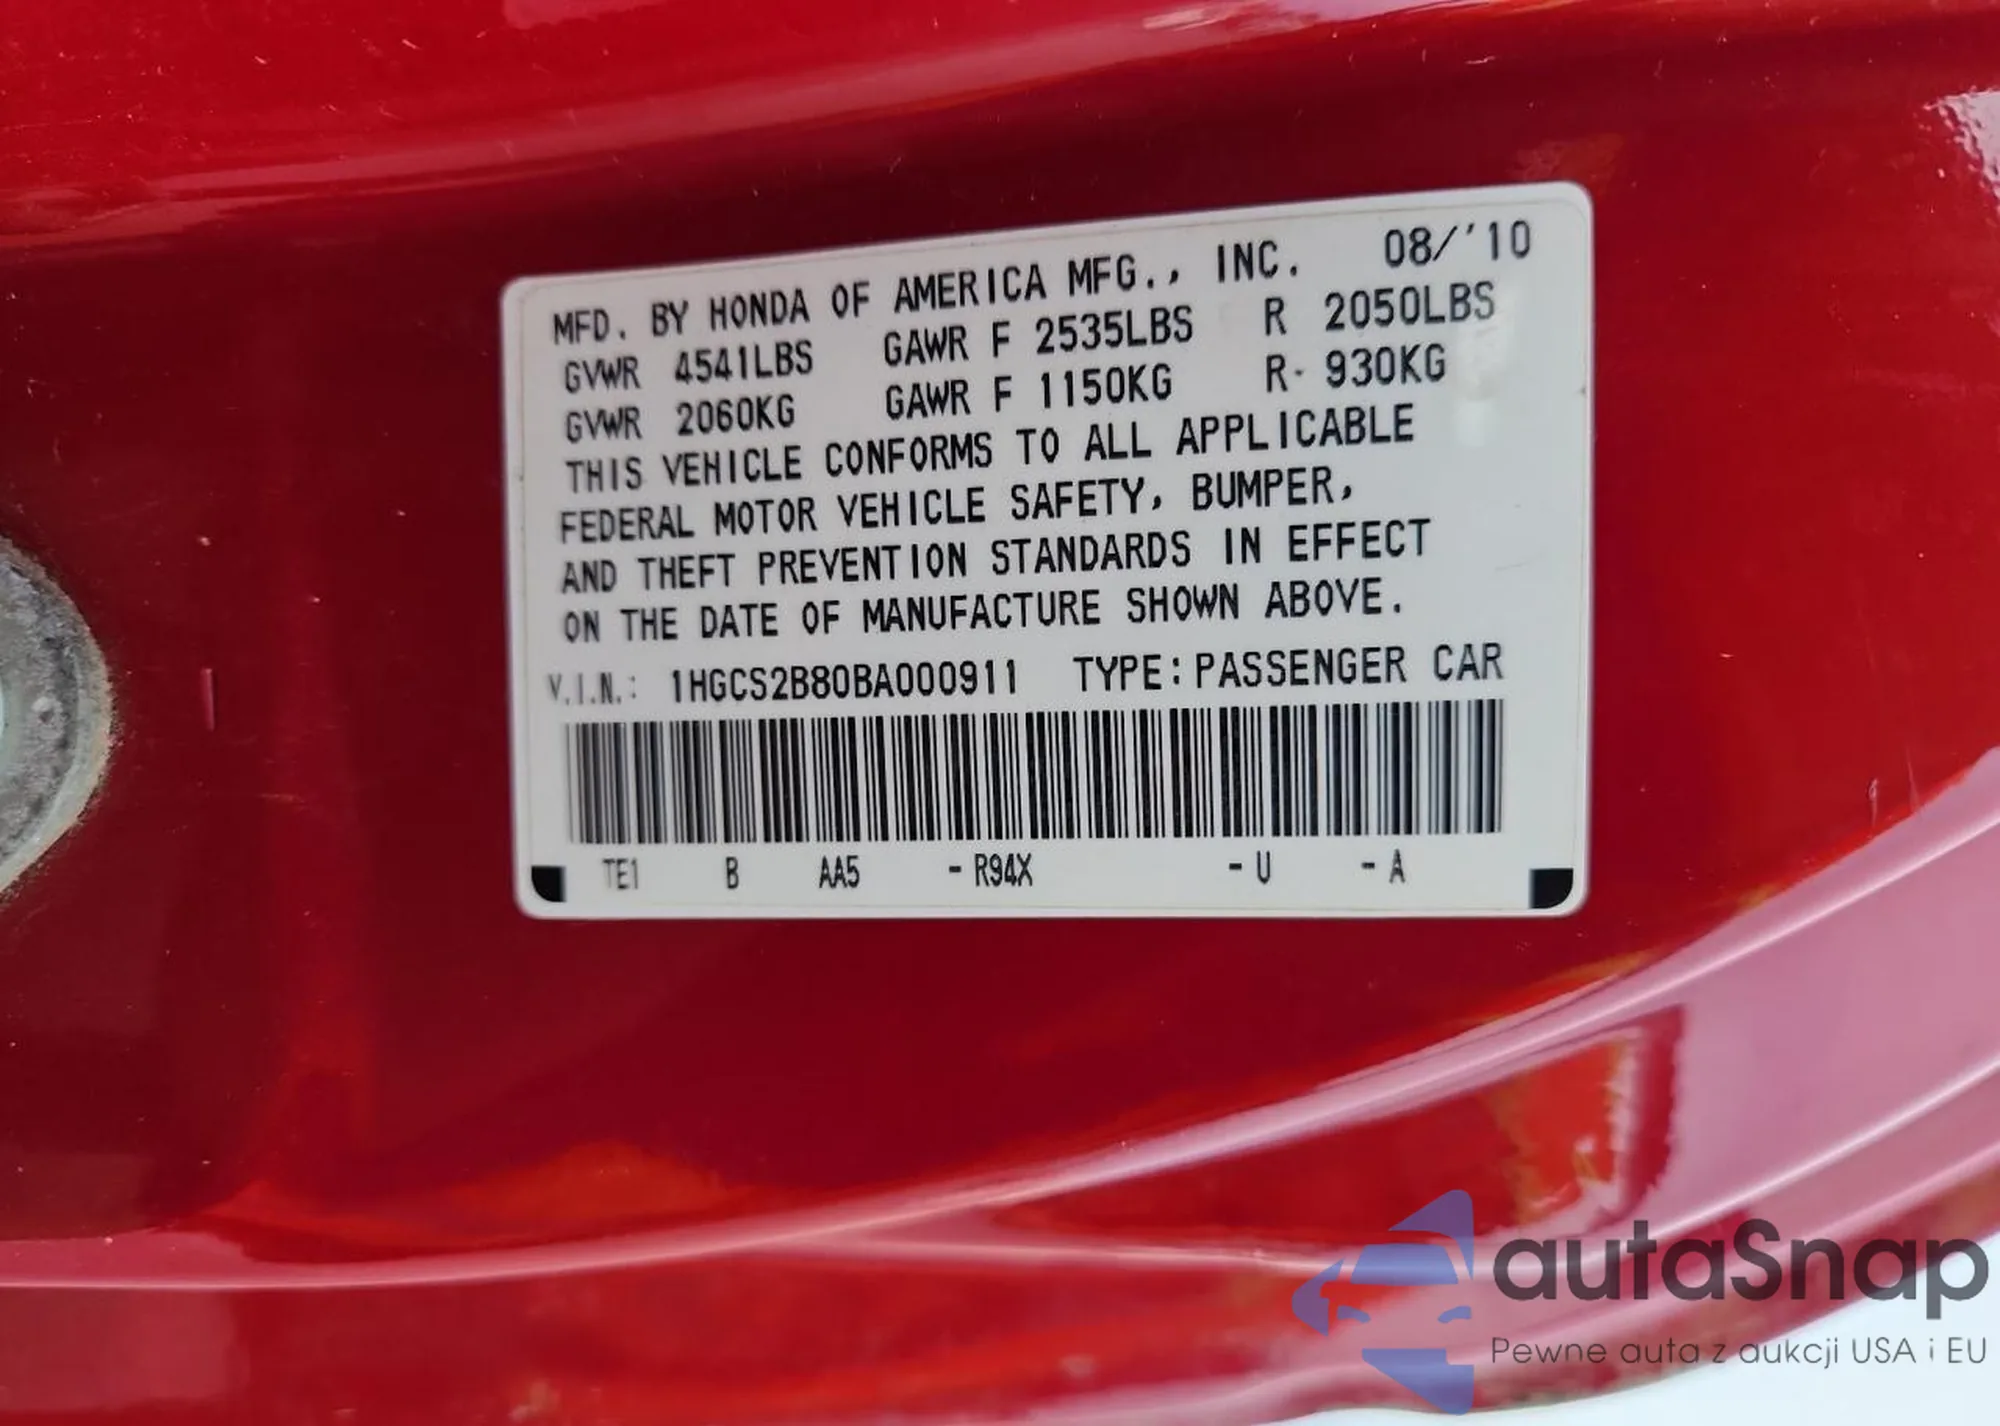 MFD. BY HONDA OF AMERICA MFG., INC. 08/'10
GVWR 4541LBS GAWR F 2535LBS R 2050LBS
GVWR 2060KG GAWR F 1150KG R- 930KG
THIS VEHICLE CONFORMS TO ALL APPLICABLE
FEDERAL MOTOR VEHICLE SAFETY, BUMPER,
AND THEFT PREVENTION STANDARDS IN EFFECT
ON THE DATE OF MANUFACTURE SHOWN ABOVE.
V.I.N.: 1HGCS2B80BA000911 TYPE:PASSENGER CAR
TE1 B AA5 -R94X -U -A
autaSnap
Pewne auta z aukcji USA i EU